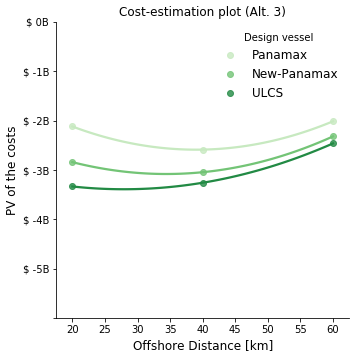 Cost-estimation plot (Alt. 3)
$ 0B
$ -1B
$ -2B
$ -3B
$ -4B
$ -5B
PV of the costs
Design vessel
Panamax
New-Panamax
ULCS
20 25 30 35 40 45 50 55 60
Offshore Distance [km]